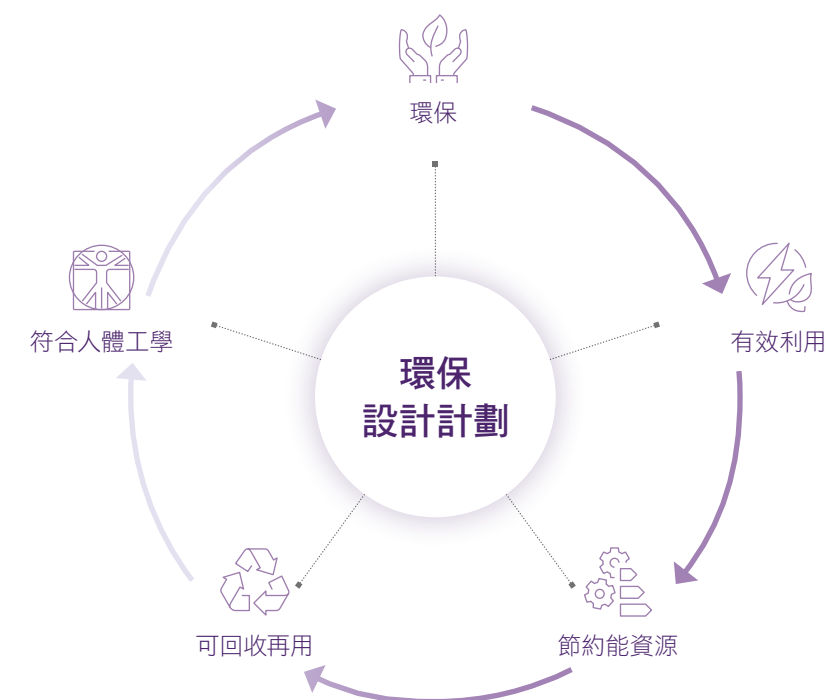 環保
有效利用
節約能資源
可回收再用
符合人體工學
環保
設計計劃